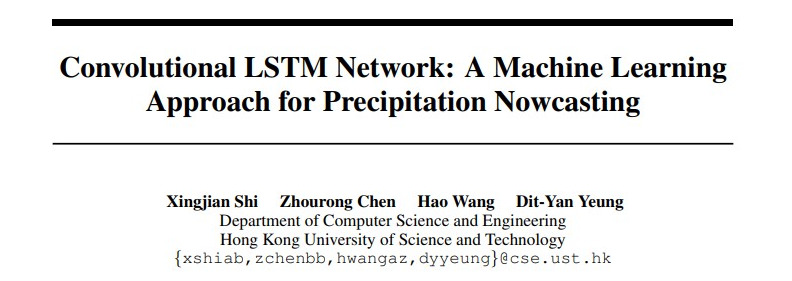 Convolutional LSTM Network: A Machine Learning
Approach for Precipitation Nowcasting
Xingjian Shi Zhourong Chen Hao Wang Dit-Yan Yeung
Department of Computer Science and Engineering
Hong Kong University of Science and Technology
{xshiab,zchenbb,hwangaz,dyyeung}@cse.ust.hk